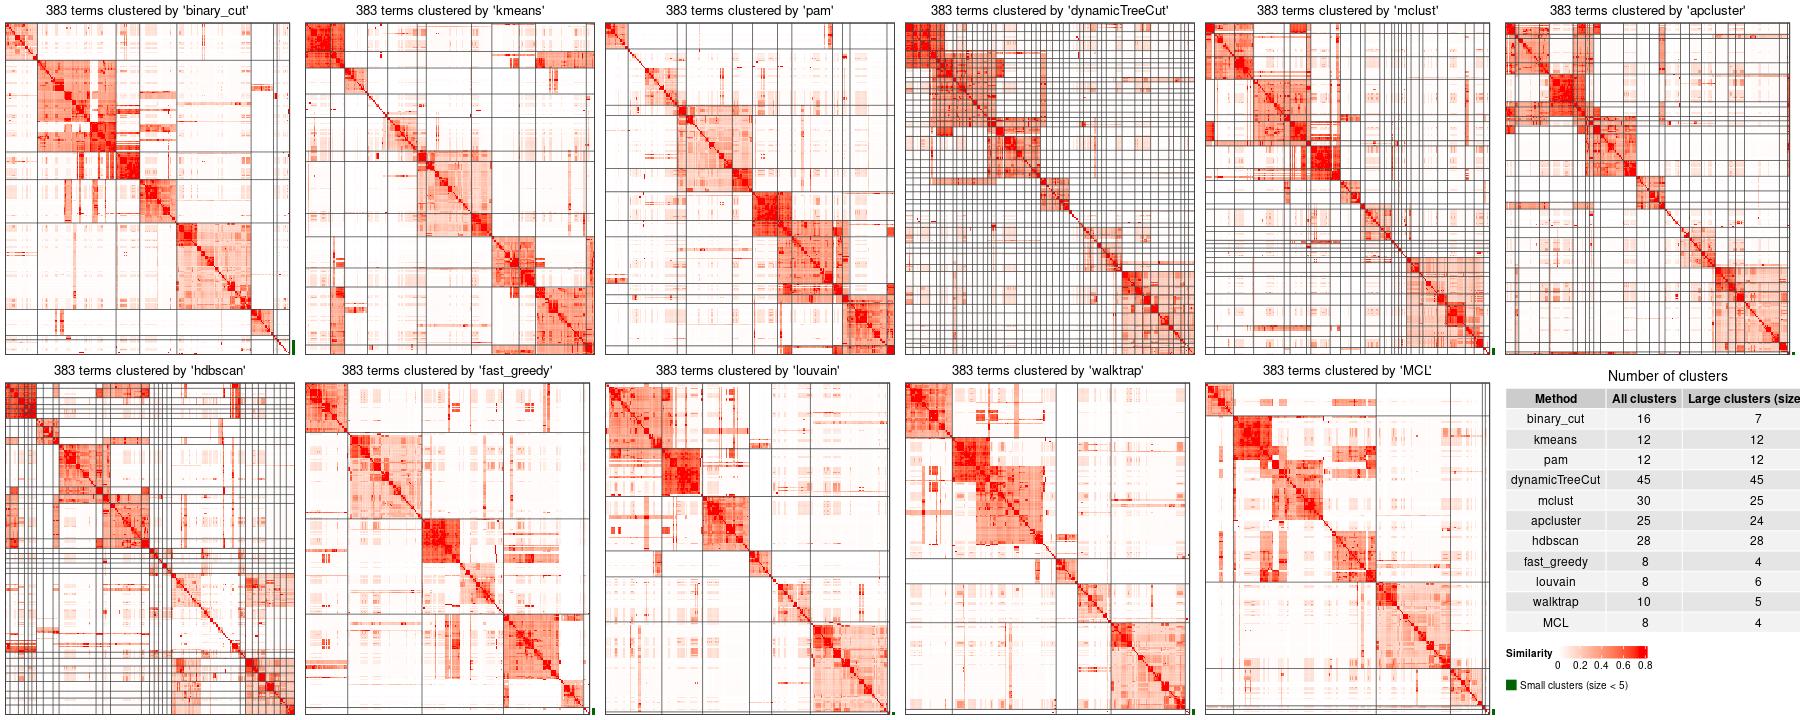 383 terms clustered by 'binary_cut'
383 terms clustered by 'kmeans'
383 terms clustered by 'pam'
383 terms clustered by 'dynamicTreeCut'
383 terms clustered by 'mclust'
383 terms clustered by 'apcluster'
383 terms clustered by 'hdbscan'
383 terms clustered by 'fast_greedy'
383 terms clustered by 'louvain'
383 terms clustered by 'walktrap'
383 terms clustered by 'MCL'
Number of clusters
Method All clusters Large clusters (size
binary_cut 16 7
kmeans 12 12
pam 12 12
dynamicTreeCut 45 45
mclust 30 25
apcluster 25 24
hdbscan 28 28
fast_greedy 8 4
louvain 8 6
walktrap 10 5
MCL 8 4
Similarity
0 0.2 0.4 0.6 0.8
Small clusters (size < 5)